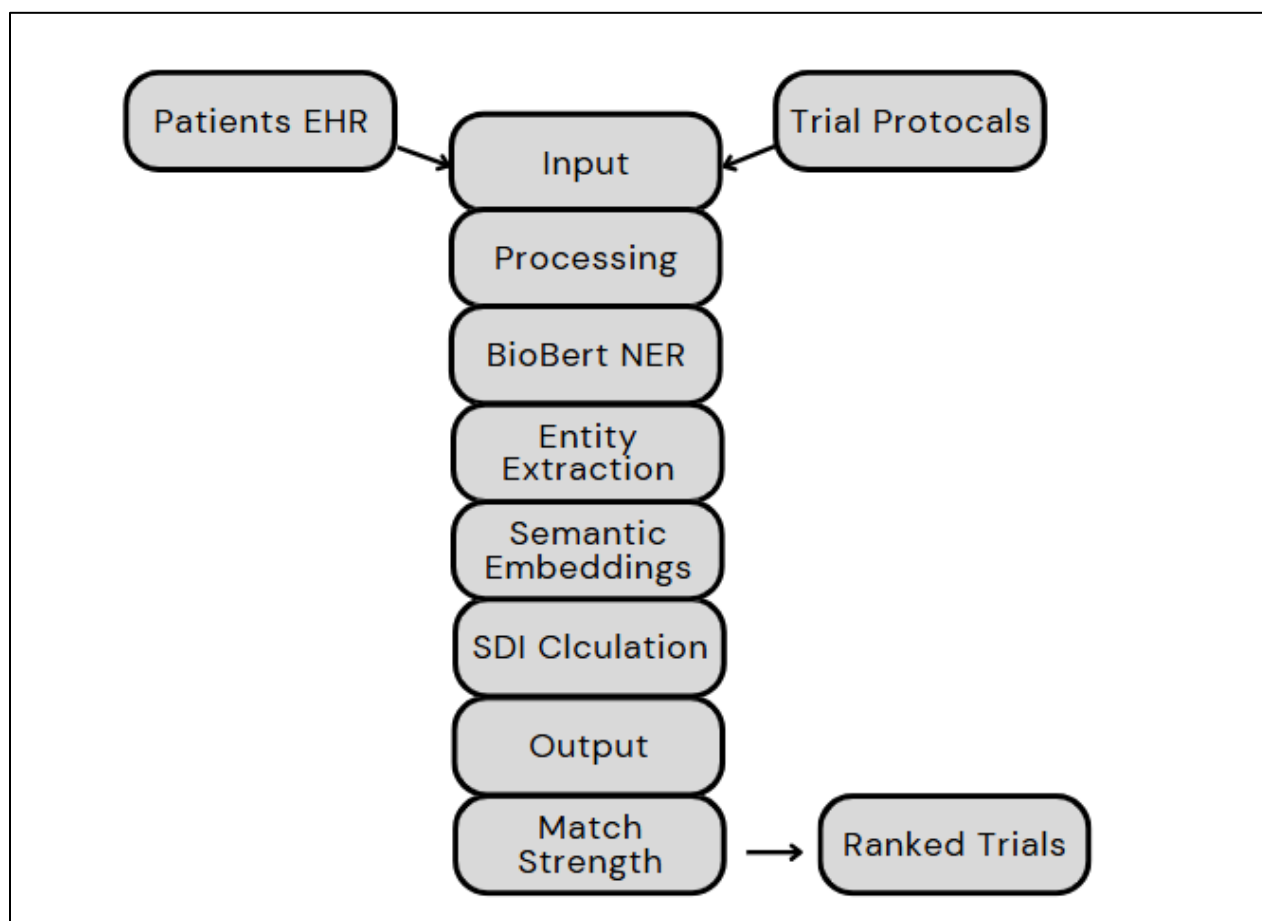 Patients EHR
Trial Protocals
Input
Processing
BioBert NER
Entity
Extraction
Semantic
Embeddings
SDI Clculation
Output
Match
Strength
Ranked Trials